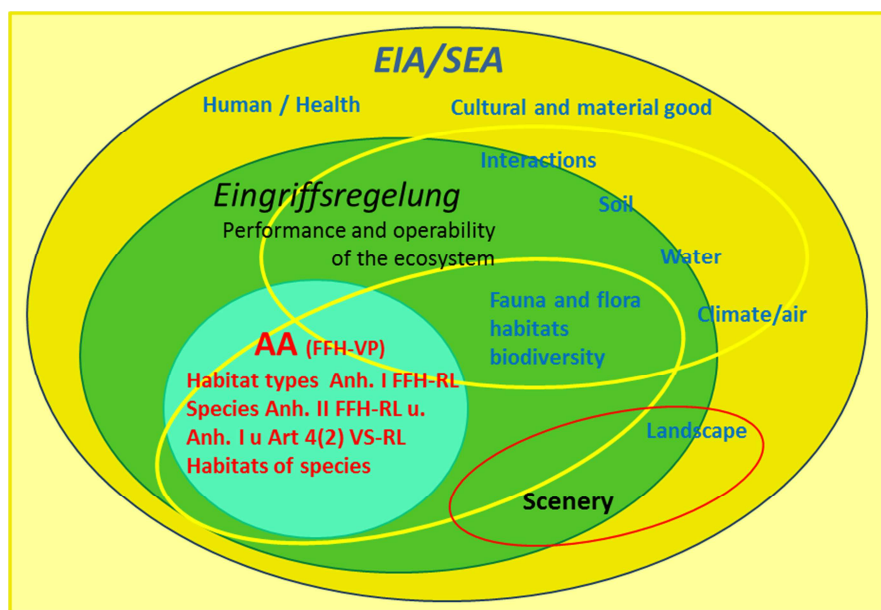 EIA/SEA
Human / Health
Cultural and material good
Interactions
Eingriffsregelung
Soil
Performance and operability
of the ecosystem
Water
Fauna and flora
habitats
biodiversity
Climate/air
AA (FFH-VP)
Habitat types Anh. I FFH-RL
Species Anh. II FFH-RL u.
Anh. I u Art 4(2) VS-RL
Habitats of species
Landscape
Scenery